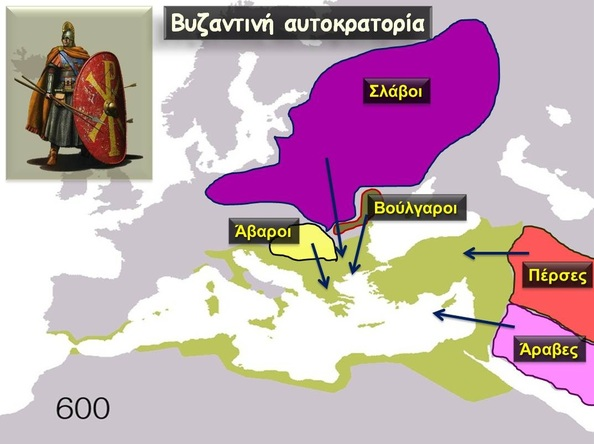 Βυζαντινή αυτοκρατορία
Σλάβοι
Βούλγαροι
Άβαροι
Πέρσες
Άραβες
600